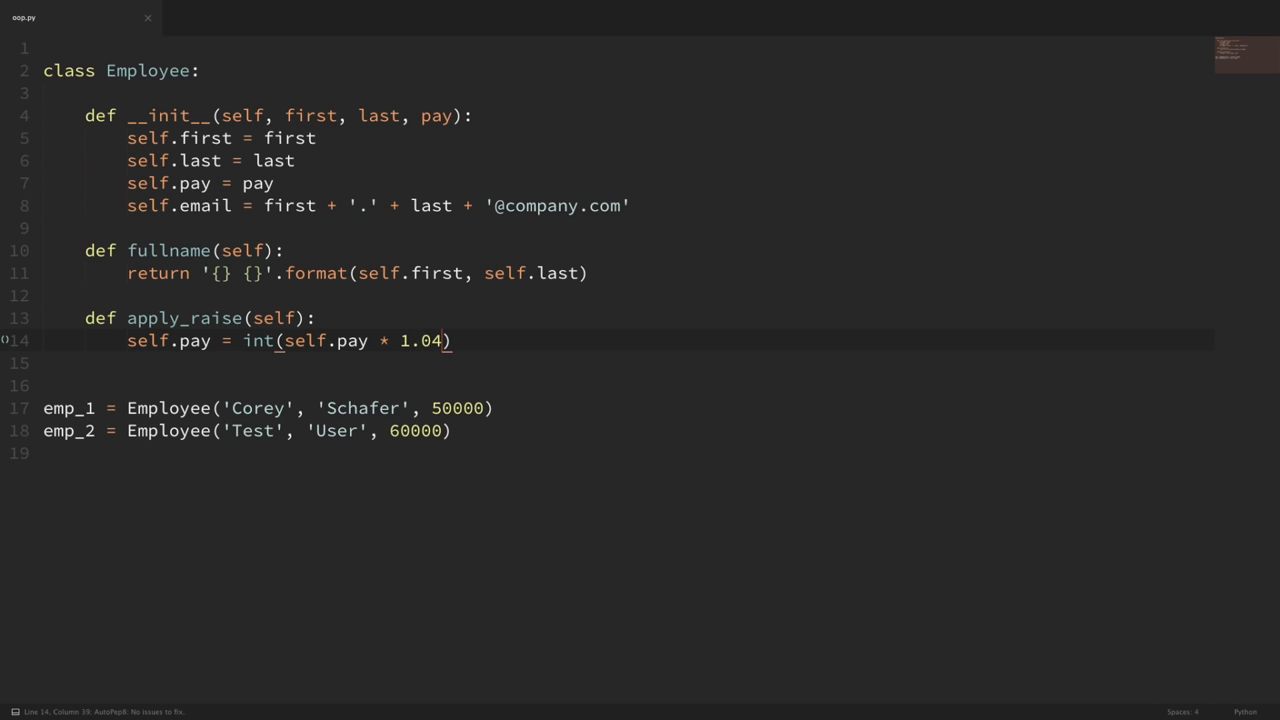 oop.py
1
2 class Employee:
3
4     def __init__(self, first, last, pay):
5         self.first = first
6         self.last = last
7         self.pay = pay
8         self.email = first + '.' + last + '@company.com'
9
10     def fullname(self):
11         return '{} {}'.format(self.first, self.last)
12
13     def apply_raise(self):
14         self.pay = int(self.pay * 1.04)
15
16
17 emp_1 = Employee('Corey', 'Schafer', 50000)
18 emp_2 = Employee('Test', 'User', 60000)
19
Line 14, Column 39; AutoPep8: No issues to fix. Spaces: 4 Python